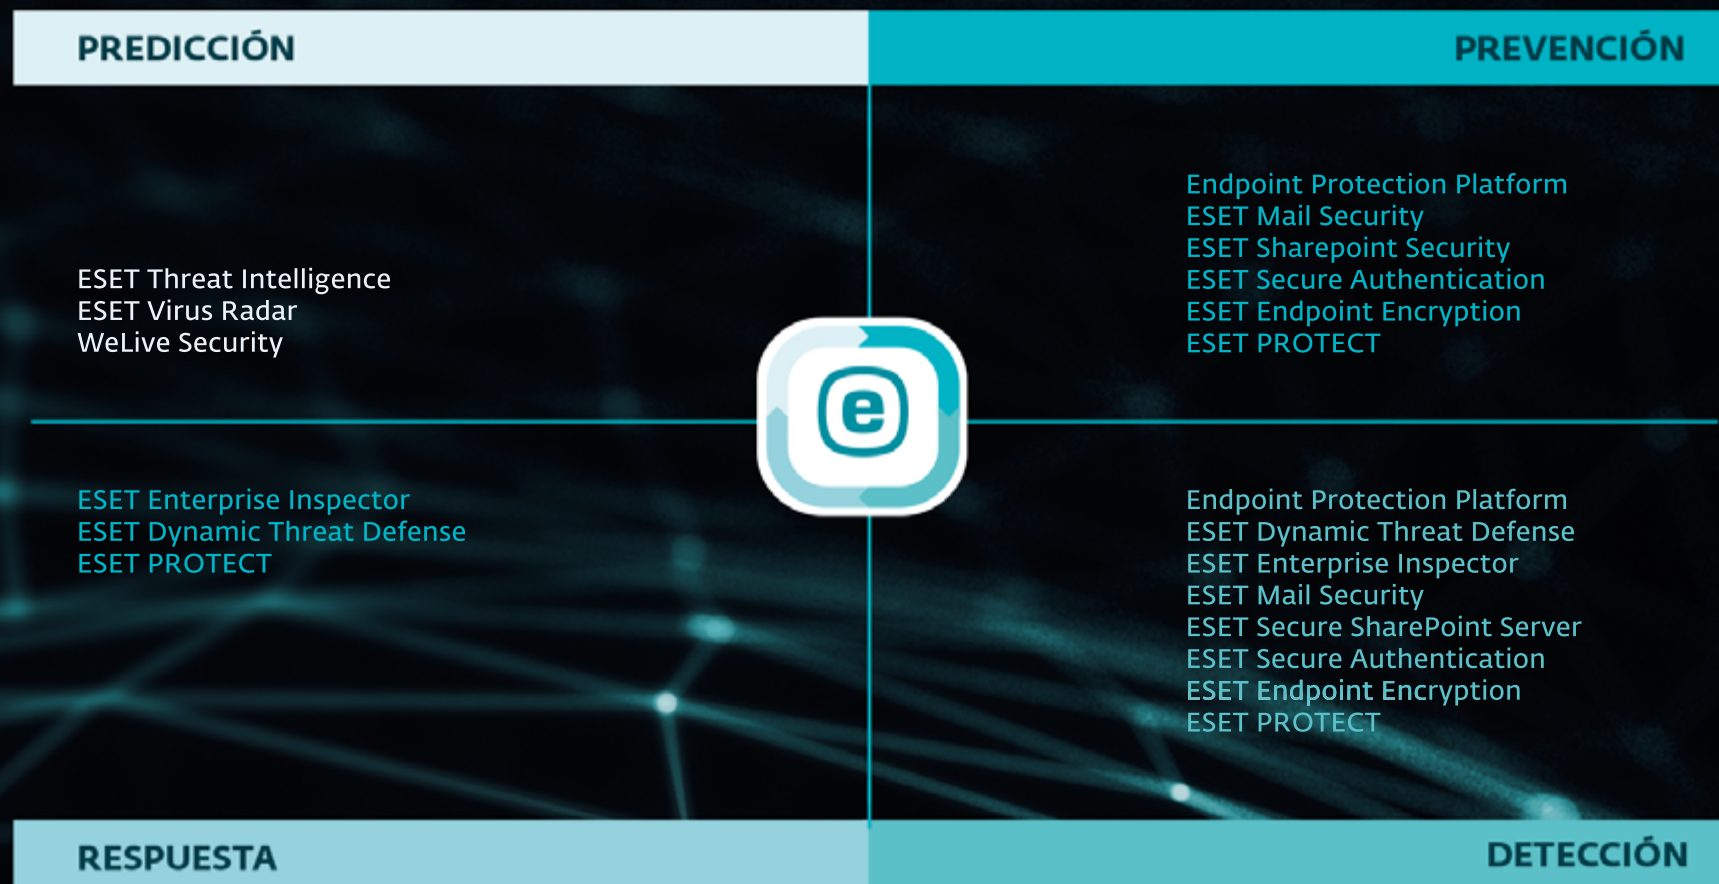 PREDICCIÓN
PREVENCIÓN
ESET Threat Intelligence
ESET Virus Radar
WeLive Security
Endpoint Protection Platform
ESET Mail Security
ESET Sharepoint Security
ESET Secure Authentication
ESET Endpoint Encryption
ESET PROTECT
e
ESET Enterprise Inspector
ESET Dynamic Threat Defense
ESET PROTECT
Endpoint Protection Platform
ESET Dynamic Threat Defense
ESET Enterprise Inspector
ESET Mail Security
ESET Secure SharePoint Server
ESET Secure Authentication
ESET Endpoint Encryption
ESET PROTECT
RESPUESTA
DETECCIÓN